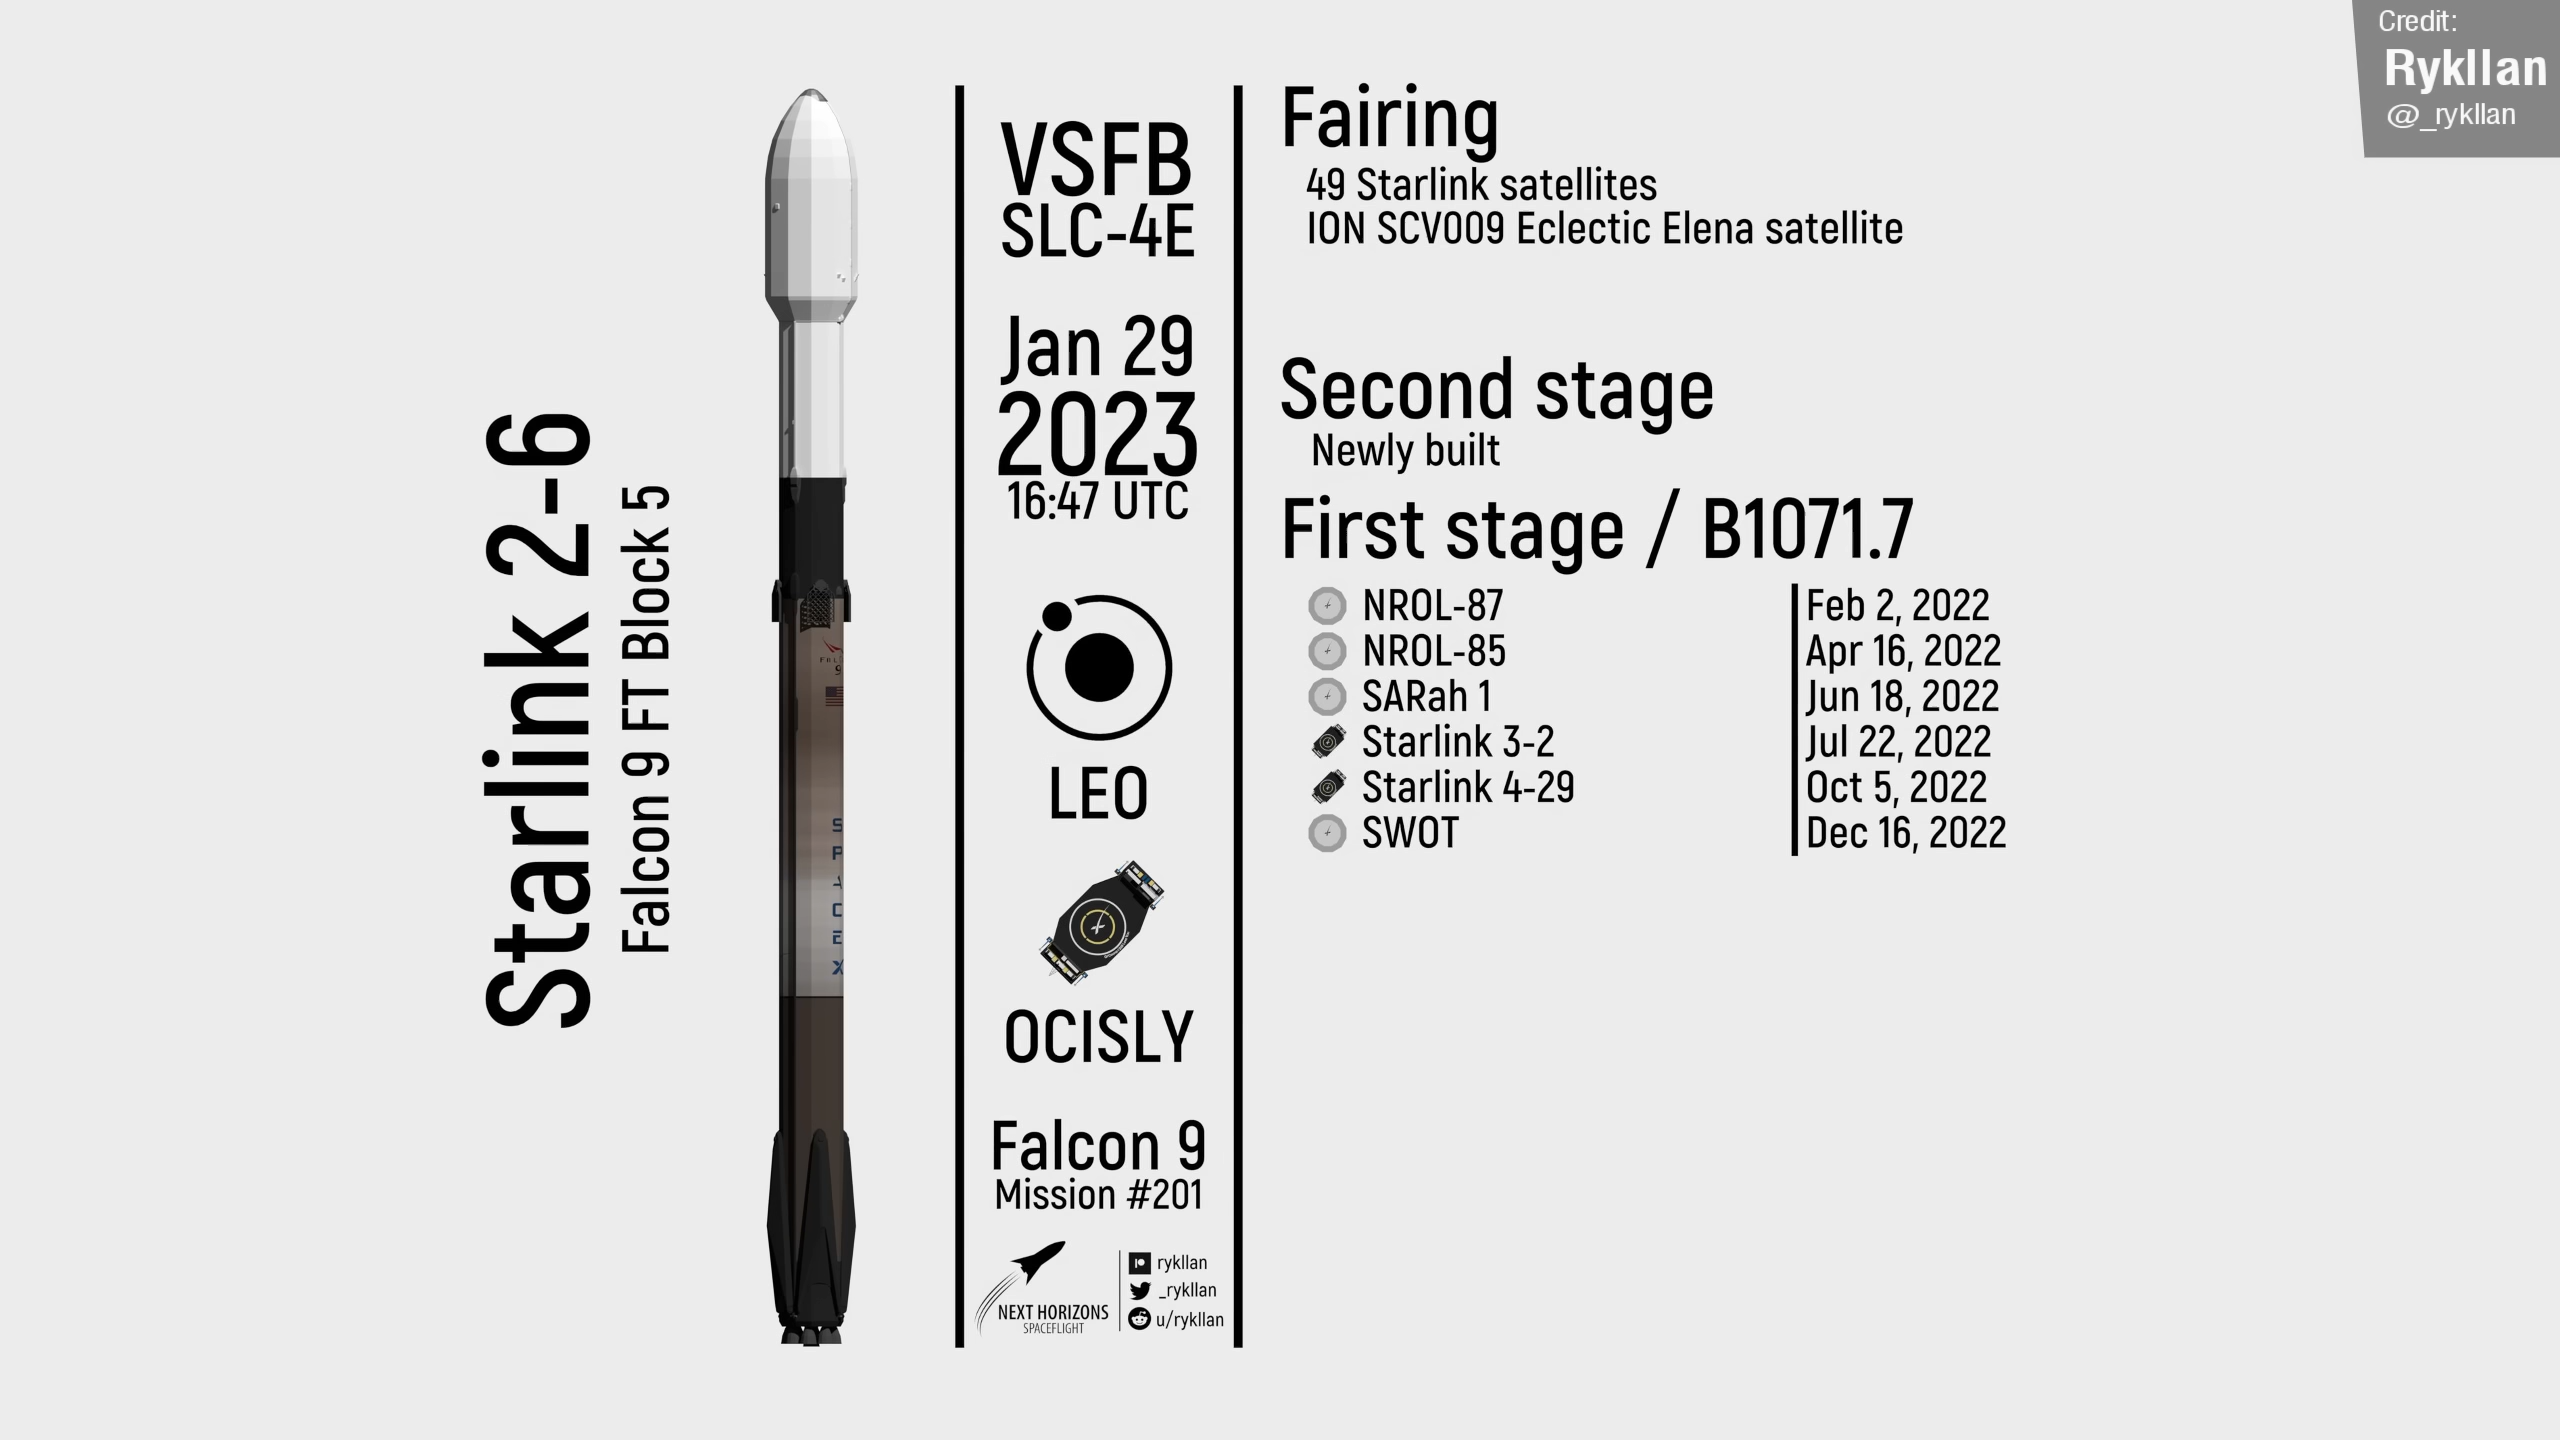 Credit:
Rykllan
@_rykllan
Starlink 2-6
Falcon 9 FT Block 5
FALC
9
S
P
A
C
E
X
VSFB
SLC-4E
Jan 29
2023
16:47 UTC
LEO
OCISLY
Falcon 9
Mission #201
NEXT HORIZONS
SPACEFLIGHT
rykllan
_rykllan
u/rykllan
Fairing
49 Starlink satellites
ION SCV009 Eclectic Elena satellite
Second stage
Newly built
First stage / B1071.7
NROL-87 Feb 2, 2022
NROL-85 Apr 16, 2022
SARah 1 Jun 18, 2022
Starlink 3-2 Jul 22, 2022
Starlink 4-29 Oct 5, 2022
SWOT Dec 16, 2022